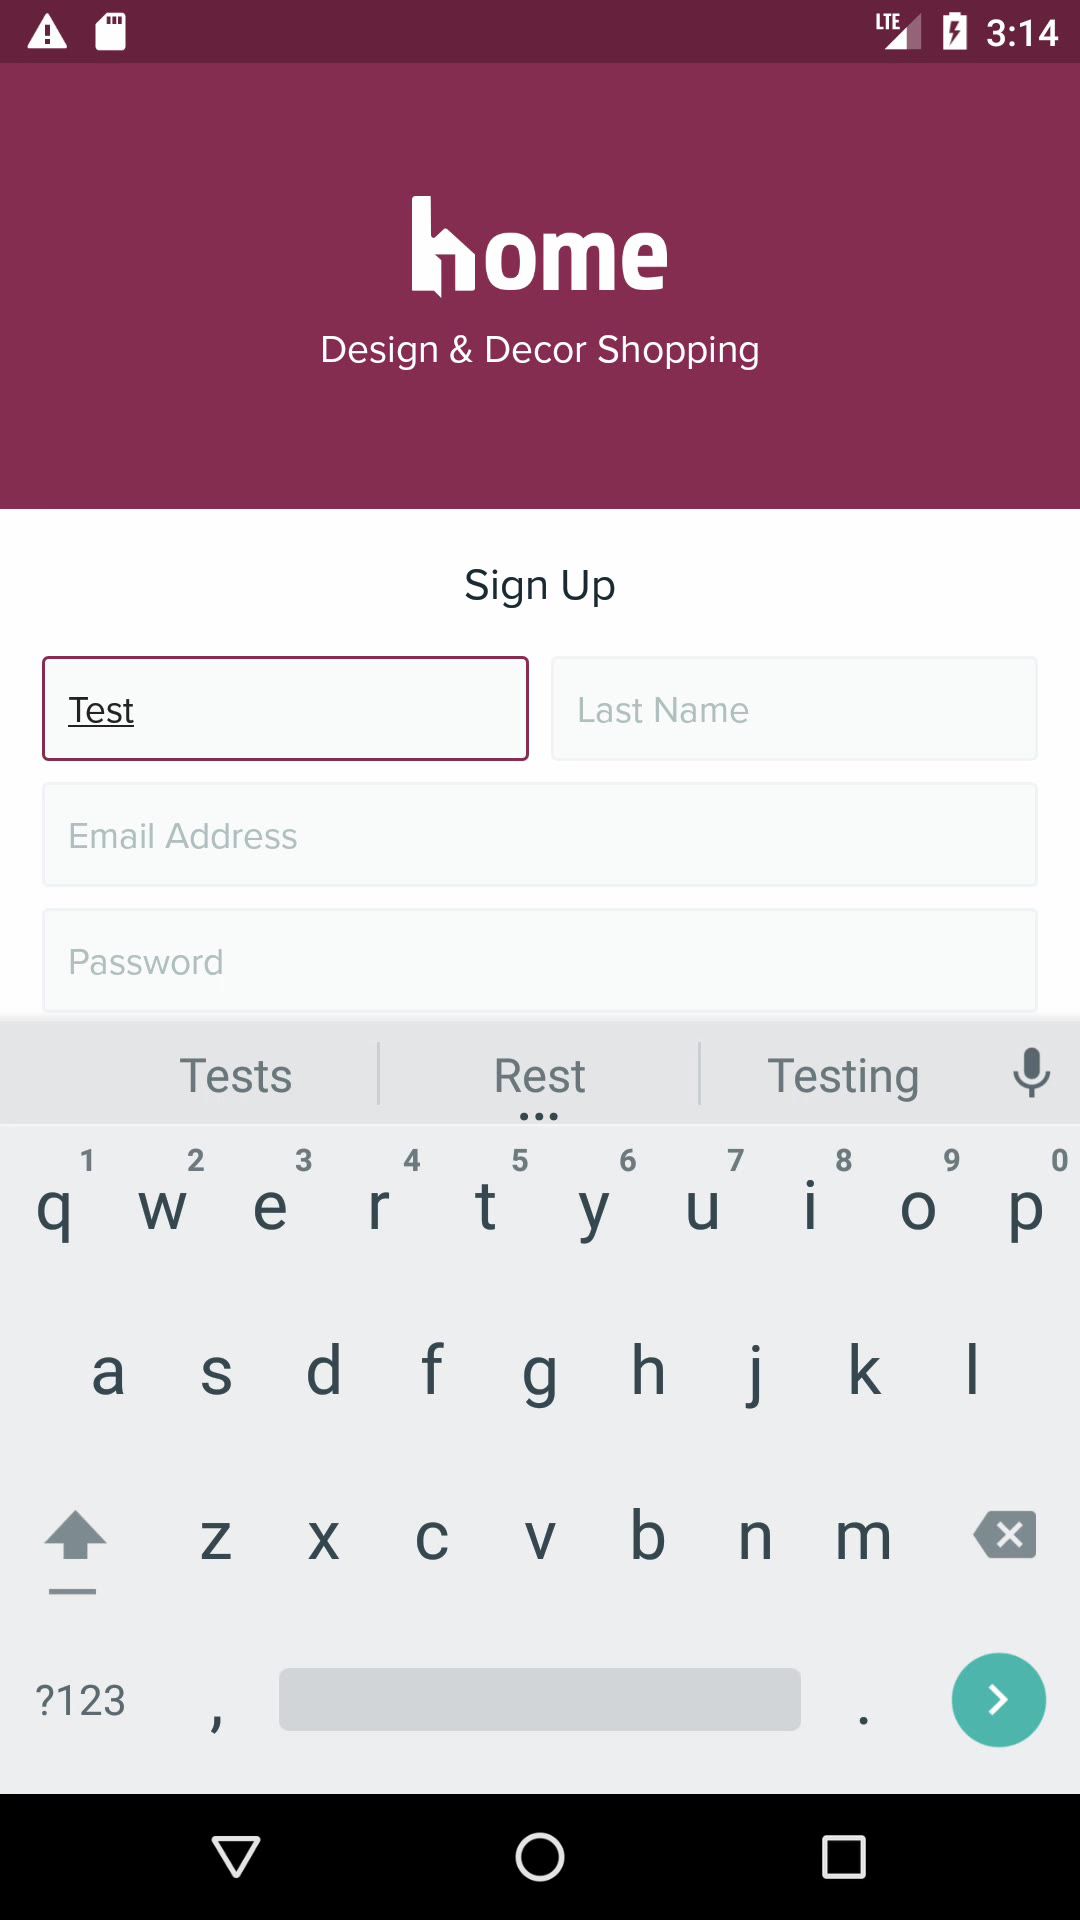 LTE 3:14
home
Design & Decor Shopping
Sign Up
Test Last Name
Email Address
Password
Tests Rest Testing
1 2 3 4 5 6 7 8 9 0
q w e r t y u i o p
a s d f g h j k l
z x c v b n m
?123 , .